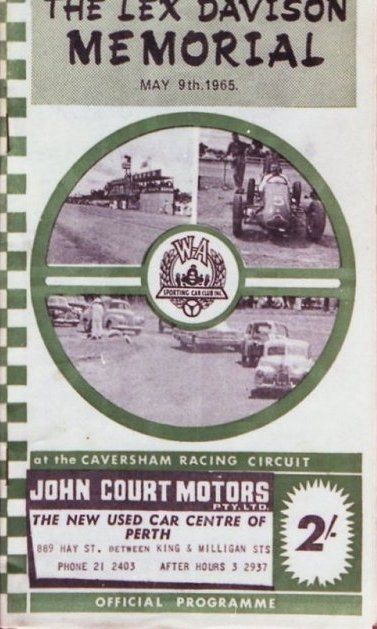 THE LEX DAVISON
MEMORIAL
MAY 9th. 1965.
W.A
SPORTING CAR CLUB INC
at the CAVERSHAM RACING CIRCUIT
JOHN COURT MOTORS
PTY. LTD.
THE NEW USED CAR CENTRE OF
PERTH
889 HAY ST. BETWEEN KING & MILLIGAN STS
PHONE 21 2403 AFTER HOURS 3 2937
2/-
OFFICIAL PROGRAMME